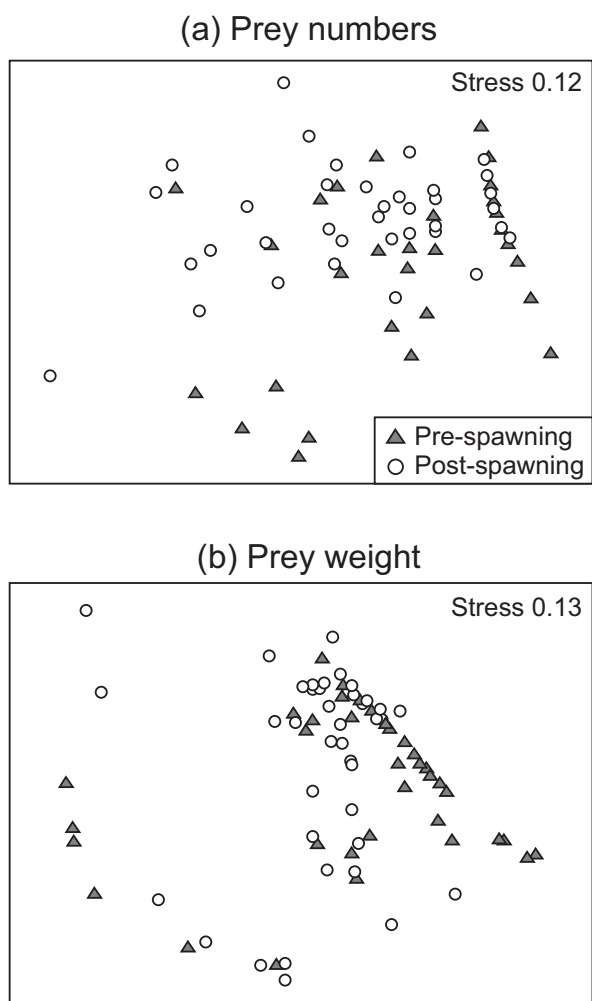 (a) Prey numbers
Stress 0.12
Pre-spawning
Post-spawning
(b) Prey weight
Stress 0.13